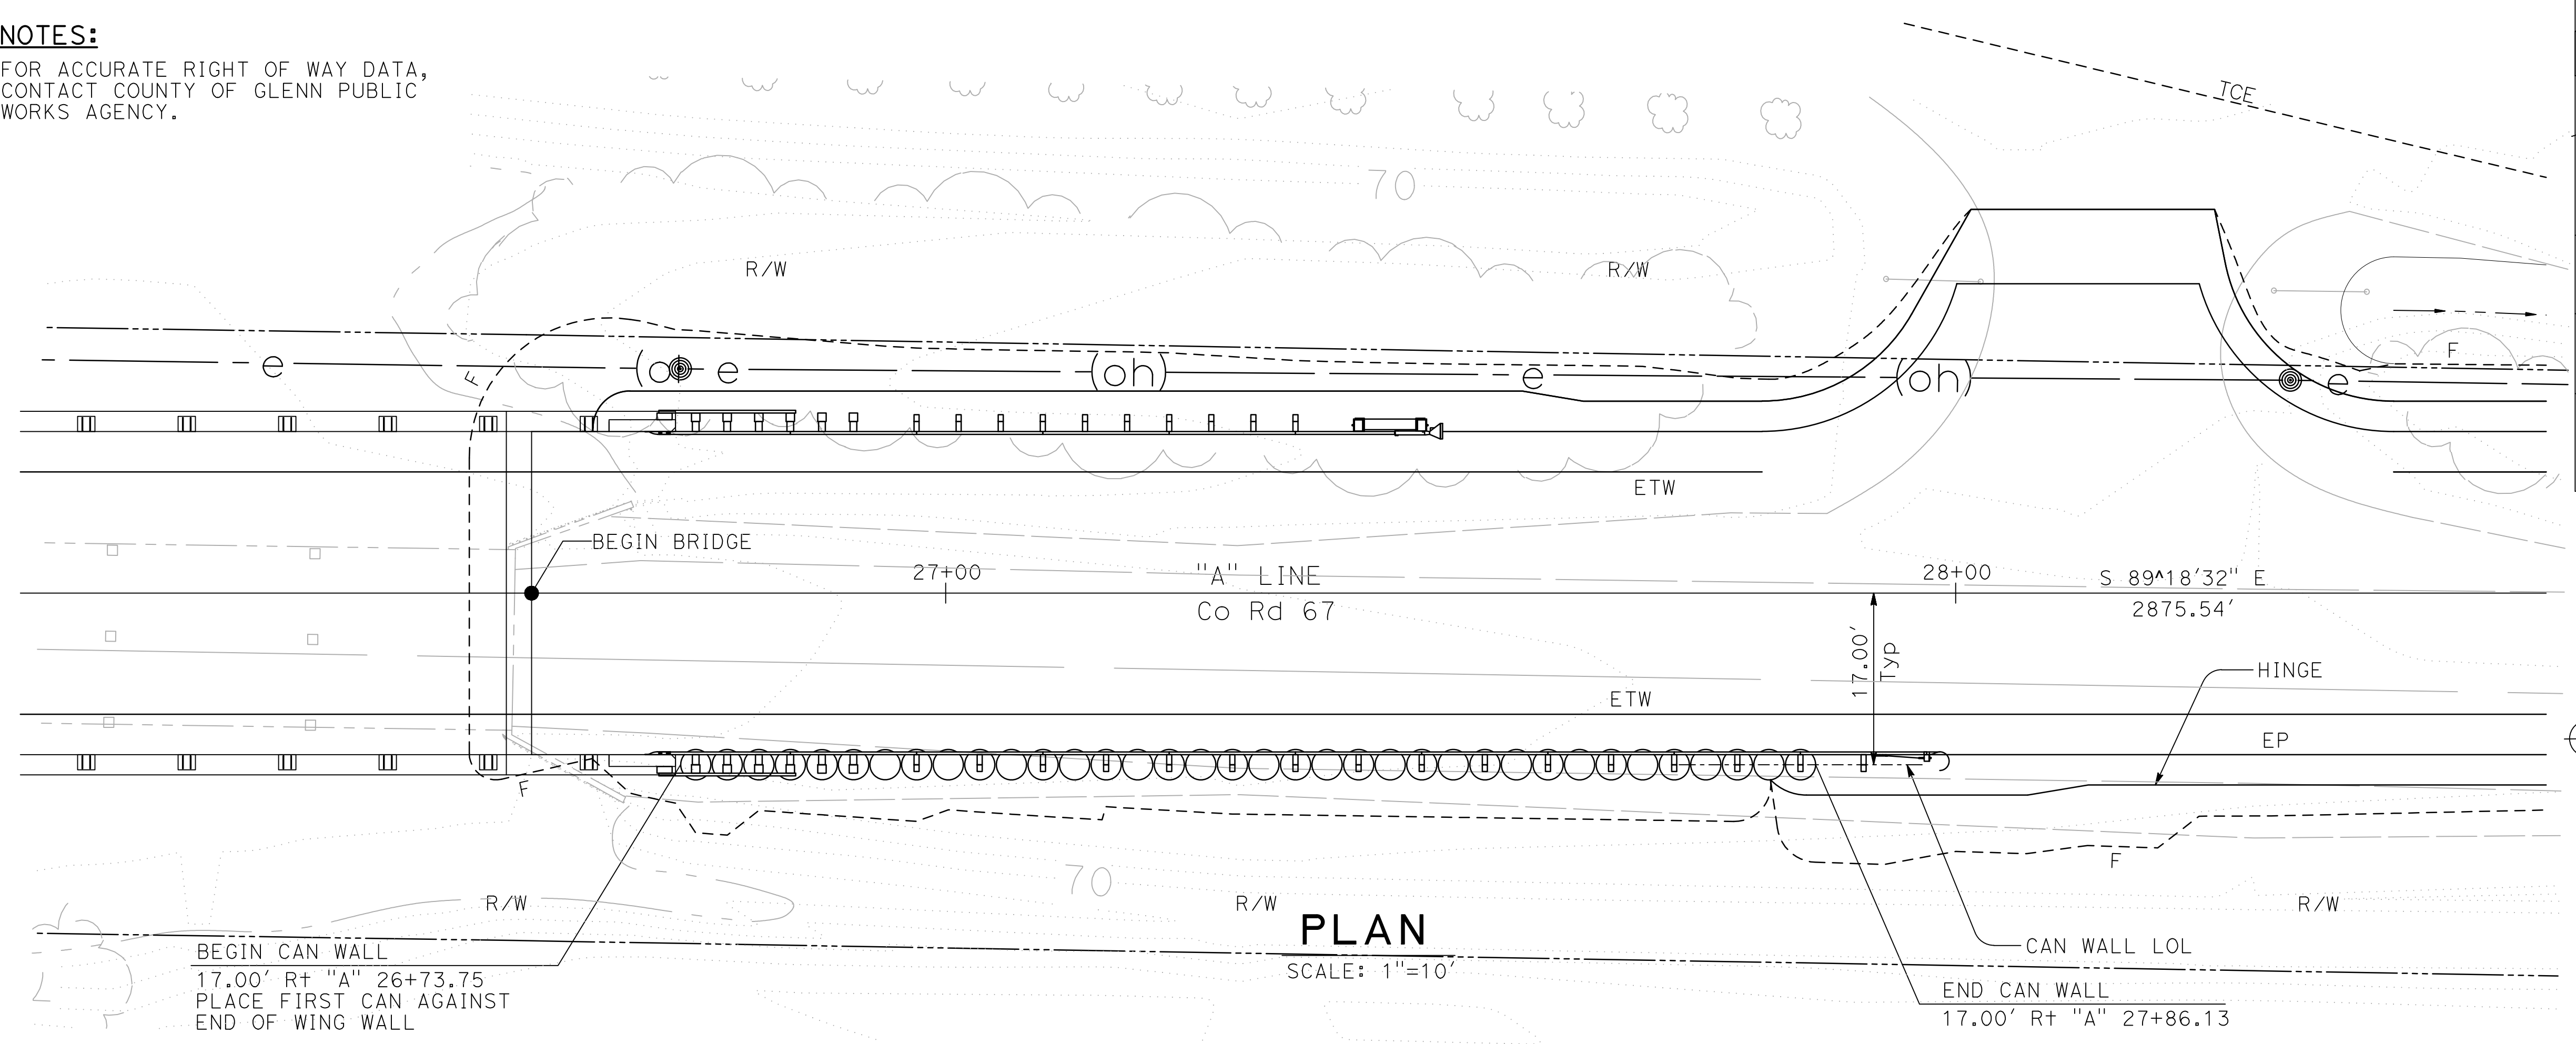 NOTES:
FOR ACCURATE RIGHT OF WAY DATA,
CONTACT COUNTY OF GLENN PUBLIC
WORKS AGENCY.
TCE
70
R/W
R/W
e
(o
e
(oh)
e
(oh)
e
F
F
ETW
BEGIN BRIDGE
27+00
"A" LINE
Co Rd 67
28+00
S 89^18'32" E
2875.54'
17.00'
Typ
HINGE
ETW
EP
F
F
70
R/W
R/W
R/W
PLAN
SCALE: 1"=10'
BEGIN CAN WALL
17.00' Rt "A" 26+73.75
PLACE FIRST CAN AGAINST
END OF WING WALL
CAN WALL LOL
END CAN WALL
17.00' Rt "A" 27+86.13